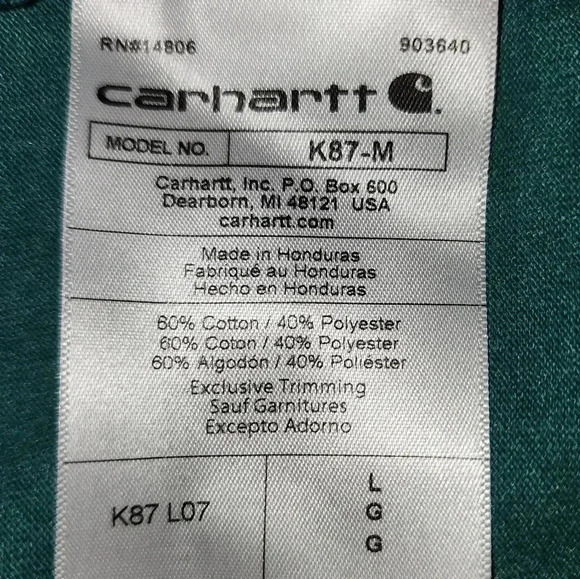 RN#14806 903640
carhartt
MODEL NO. K87-M
Carhartt, Inc. P.O. Box 600
Dearborn, MI 48121 USA
carhartt.com
Made in Honduras
Fabriqué au Honduras
Hecho en Honduras
60% Cotton / 40% Polyester
60% Coton / 40% Polyester
60% Algodón / 40% Poliéster
Exclusive Trimming
Sauf Garnitures
Excepto Adorno
K87 L07
L
G
G